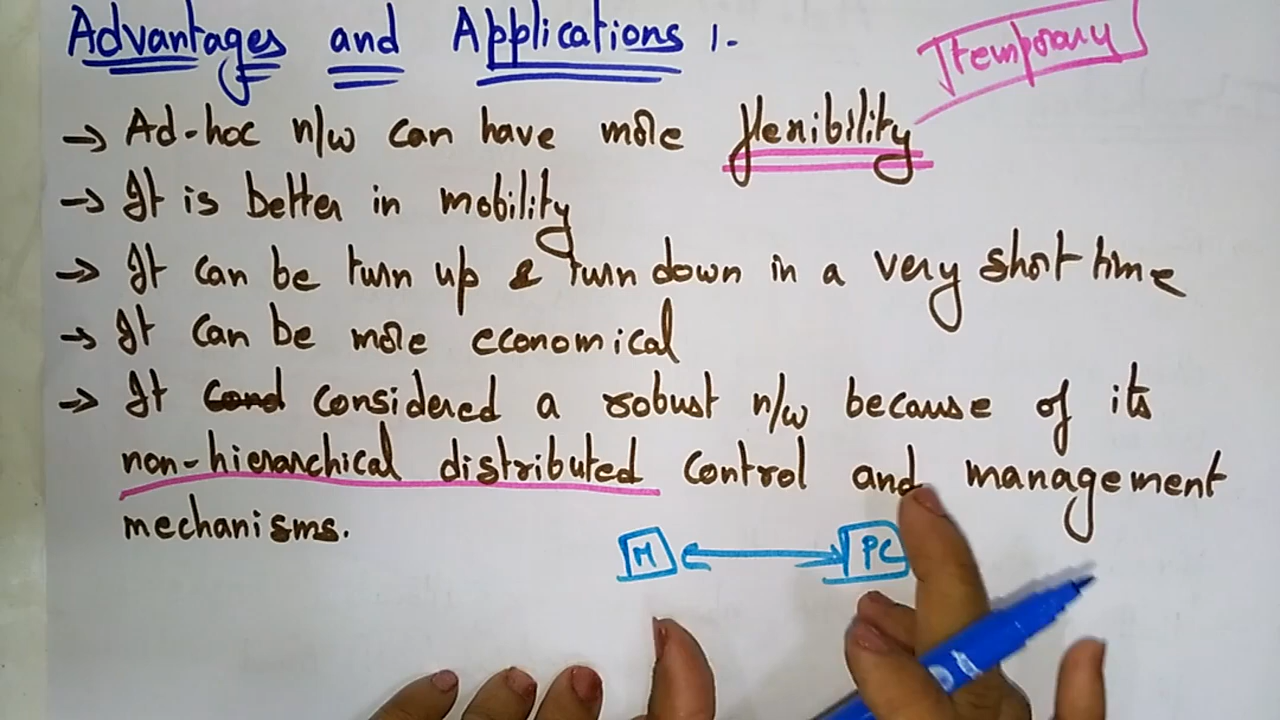 Advantages and Applications :-
Itemporary
→ Ad-hoc n/w can have more flexibility
→ It is better in mobility
→ It can be turn up & turn down in a very short time
→ It can be more economical
→ It cond considered a robust n/w because of its
non-hierarchical distributed control and management
mechanisms.
M PC